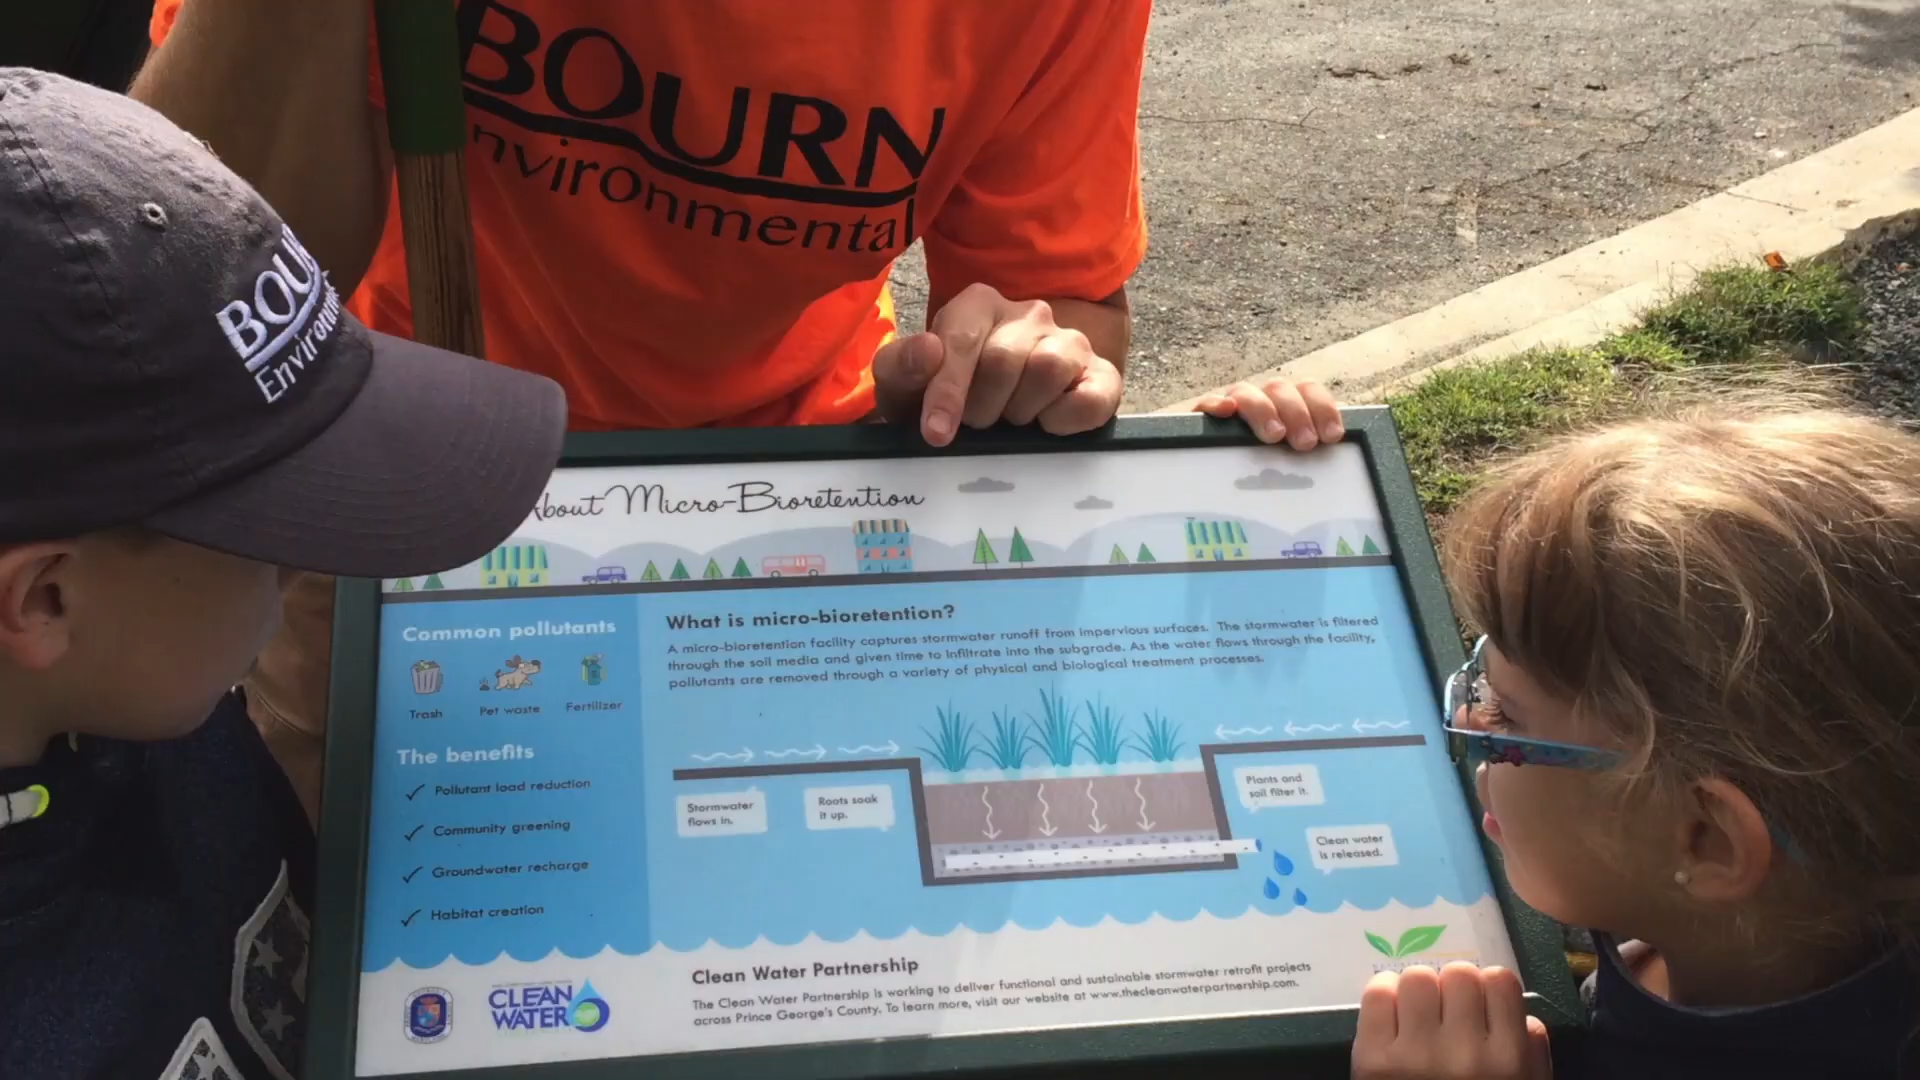 BOURN
nvironmental
BOU
Environm
About Micro-Bioretention
Common pollutants
Trash
Pet waste
Fertilizer
The benefits
✓ Pollutant load reduction
✓ Community greening
✓ Groundwater recharge
✓ Habitat creation
What is micro-bioretention?
A micro-bioretention facility captures stormwater runoff from impervious surfaces. The stormwater is filtered
through the soil media and given time to infiltrate into the subgrade. As the water flows through the facility,
pollutants are removed through a variety of physical and biological treatment processes.
Stormwater
flows in.
Roots soak
it up.
Plants and
soil filter it.
Clean water
is released.
CLEAN
WATER
Clean Water Partnership
The Clean Water Partnership is working to deliver functional and sustainable stormwater retrofit projects
across Prince George's County. To learn more, visit our website at www.thecleanwaterpartnership.com.